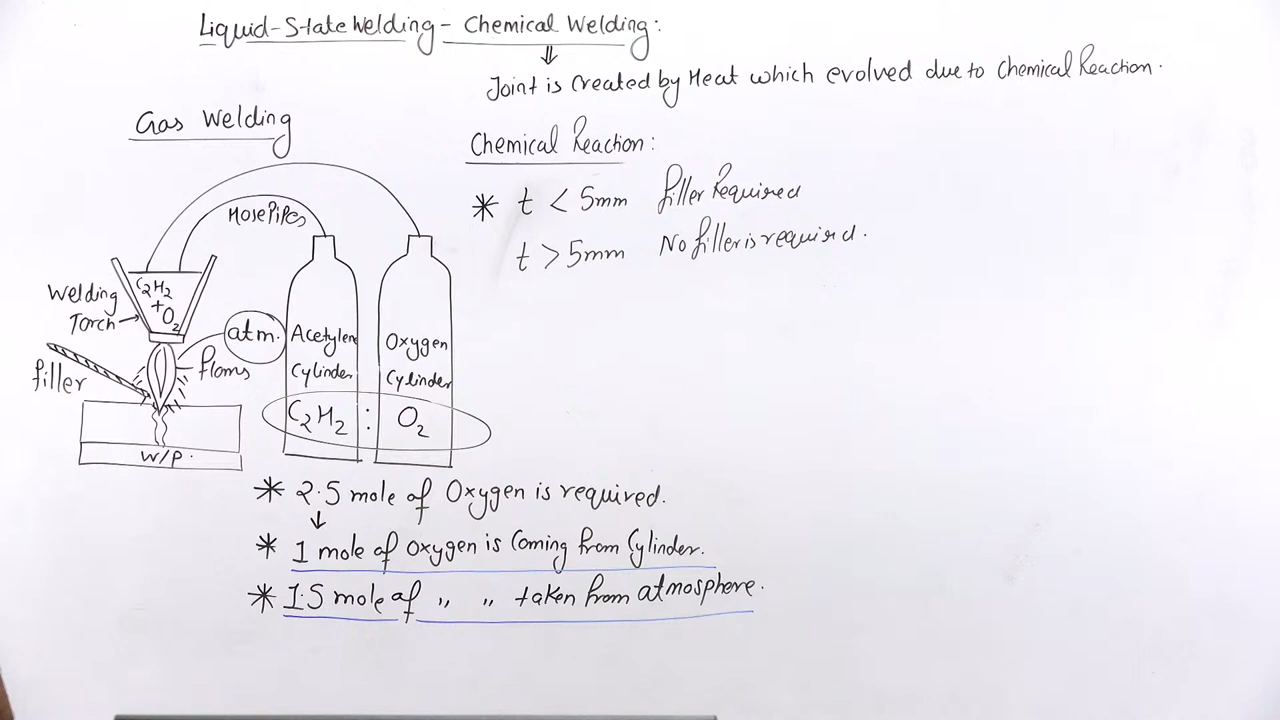 Liquid-State Welding - Chemical Welding:
⇓
Joint is Created by Heat which evolved due to Chemical Reaction.
Gas Welding
Chemical Reaction:
* t < 5mm filler Required
t > 5mm No filler is required.
HosePipes
C2H2
+
O2
Welding
Torch
atm.
flams
filler
W/P.
Acetylene
Cylinder
C2H2 : O2
Oxygen
Cylinder
* 2.5 mole of Oxygen is required.
↓
* 1 mole of oxygen is Coming from Cylinder.
* 1.5 mole of „ „ taken from atmosphere.